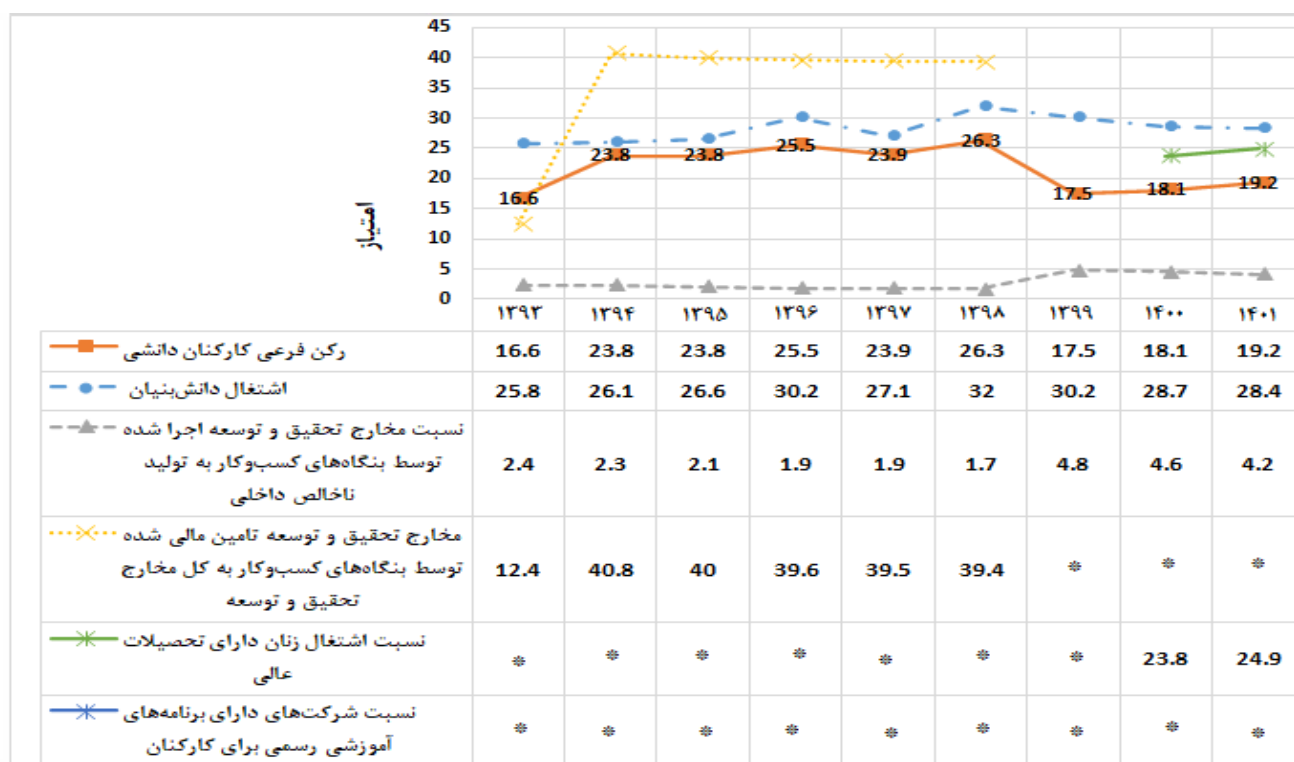 45
40
35
30
25
20
15
10
5
0
امتیاز
16.6 23.8 23.8 25.5 23.9 26.3 17.5 18.1 19.2
۱۳۹۳ ۱۳۹۴ ۱۳۹۵ ۱۳۹۶ ۱۳۹۷ ۱۳۹۸ ۱۳۹۹ ۱۴۰۰ ۱۴۰۱
رکن فرعی کارکنان دانشی 16.6 23.8 23.8 25.5 23.9 26.3 17.5 18.1 19.2
اشتغال دانش‌بنیان 25.8 26.1 26.6 30.2 27.1 32 30.2 28.7 28.4
نسبت مخارج تحقیق و توسعه اجرا شده
توسط بنگاه‌های کسب‌وکار به تولید
ناخالص داخلی
2.4 2.3 2.1 1.9 1.9 1.7 4.8 4.6 4.2
مخارج تحقیق و توسعه تامین مالی شده
توسط بنگاه‌های کسب‌وکار به کل مخارج
تحقیق و توسعه
12.4 40.8 40 39.6 39.5 39.4 * * *
نسبت اشتغال زنان دارای تحصیلات
عالی
* * * * * * * 23.8 24.9
نسبت شرکت‌های دارای برنامه‌های
آموزشی رسمی برای کارکنان
* * * * * * * * *